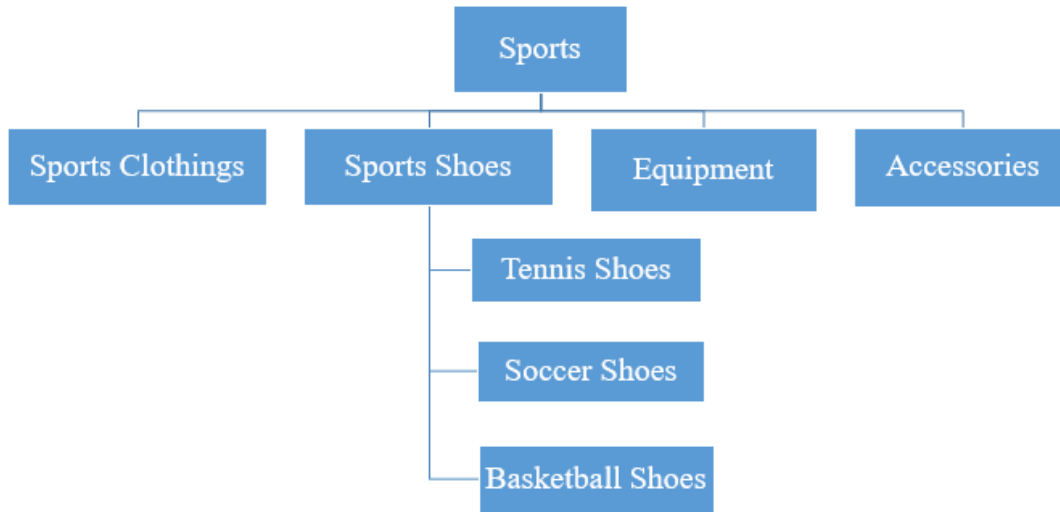 Sports
Sports Clothings
Sports Shoes
Equipment
Accessories
Tennis Shoes
Soccer Shoes
Basketball Shoes